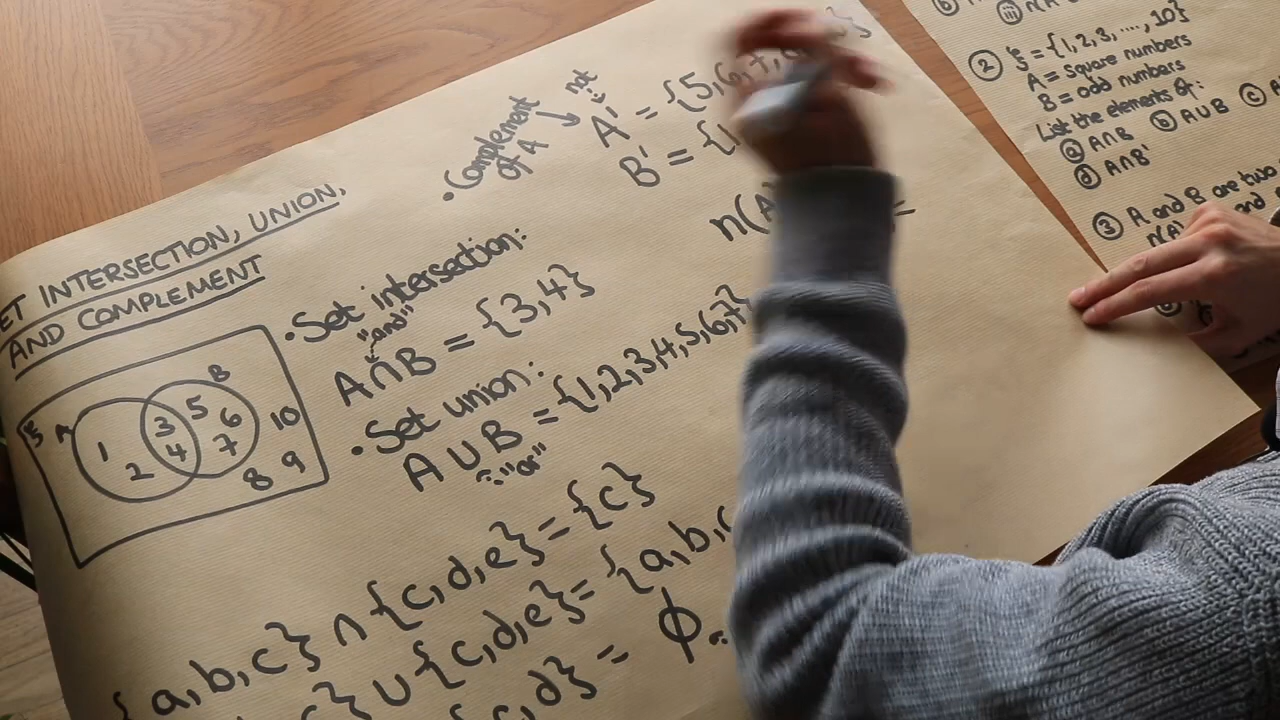 SET INTERSECTION, UNION,
AND COMPLEMENT
ξ A B
1 2 3 4 5 6 7 8 9 10
• Set intersection:
"and"
A∩B = {3,4}
• Set union:
A ∪ B = {1,2,3,4,5,6,7}
"or"
{a,b,c} ∩ {c,d,e} = {c}
c} ∪ {c,d,e} = {a,b,c
c,d} = ϕ
• Complement
of A
not
A' = {5,6,7,
B' = {1
n(A =
② ξ = {1,2,3,....,10}
A = square numbers
B = odd numbers
List the elements of:
ⓐ A∩B ⓑ A∪B ⓒ A
ⓓ A∩B'
③ A and B are two
n(A) and